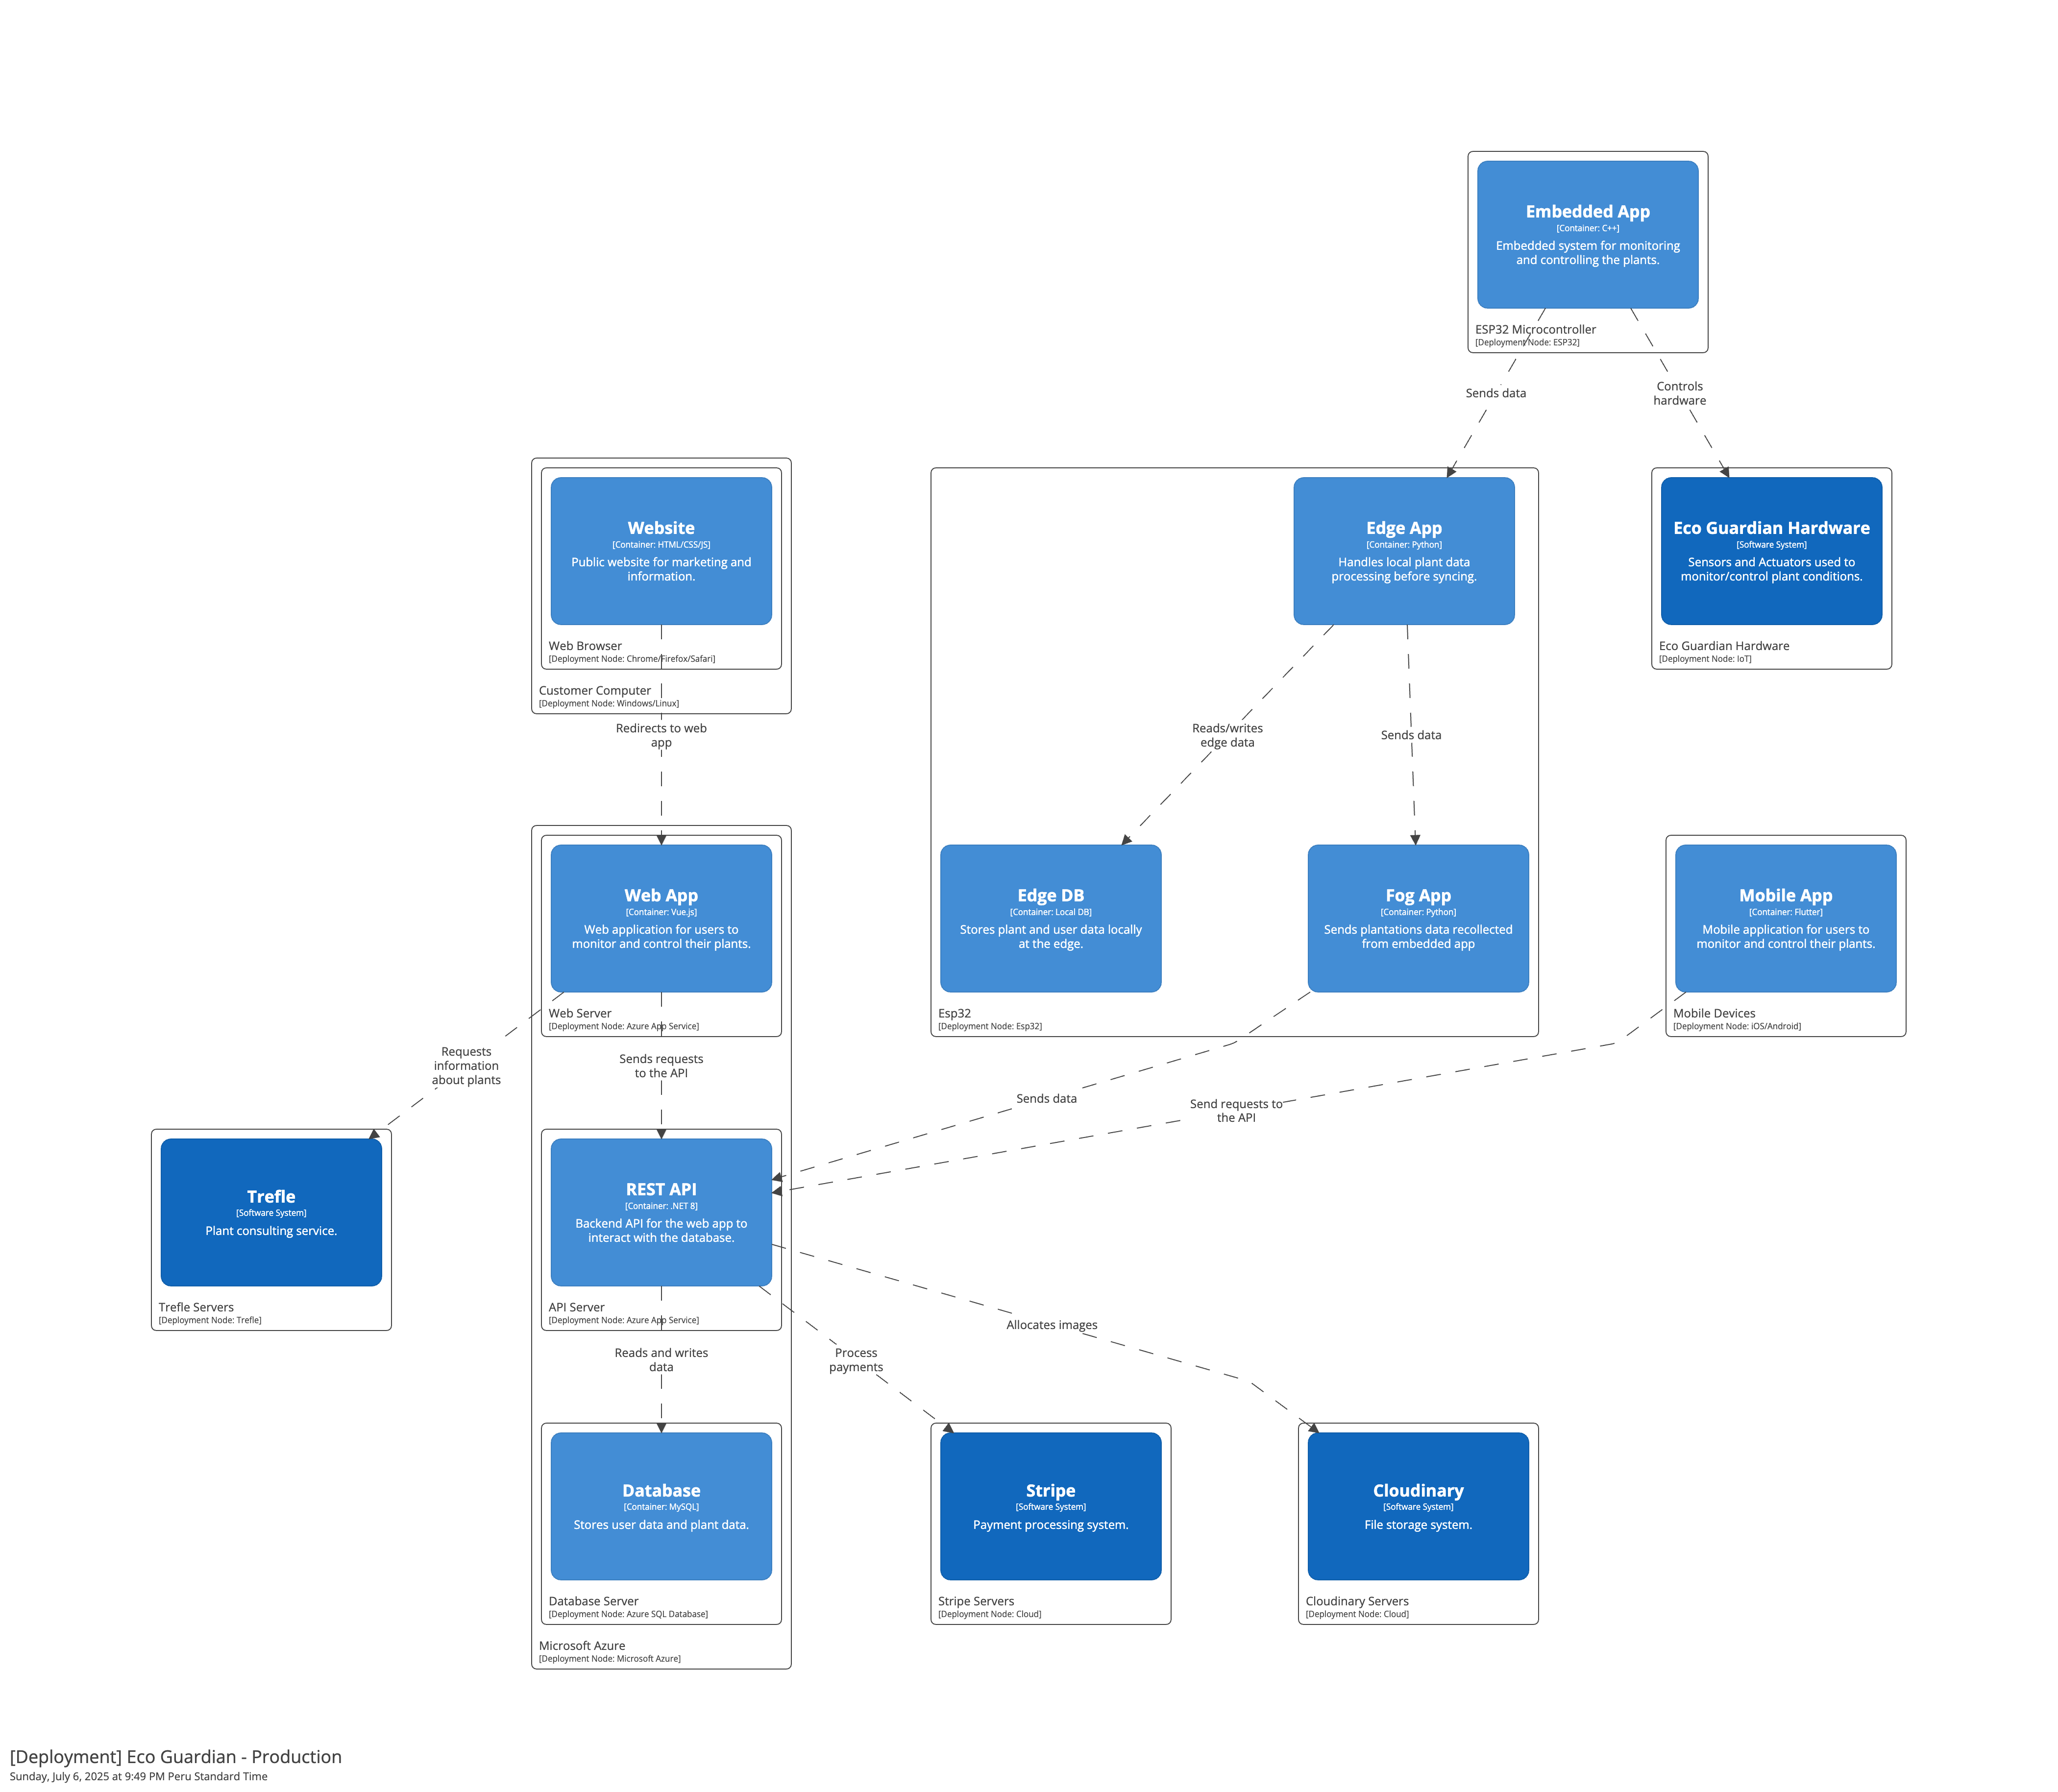 Embedded App
[Container: C++]
Embedded system for monitoring
and controlling the plants.
ESP32 Microcontroller
[Deployment Node: ESP32]
Sends data
Controls
hardware
Website
[Container: HTML/CSS/JS]
Public website for marketing and
information.
Web Browser
[Deployment Node: Chrome/Firefox/Safari]
Customer Computer
[Deployment Node: Windows/Linux]
Redirects to web
app
Edge App
[Container: Python]
Handles local plant data
processing before syncing.
Eco Guardian Hardware
[Software System]
Sensors and Actuators used to
monitor/control plant conditions.
Eco Guardian Hardware
[Deployment Node: IoT]
Reads/writes
edge data
Sends data
Web App
[Container: Vue.js]
Web application for users to
monitor and control their plants.
Web Server
[Deployment Node: Azure App Service]
Edge DB
[Container: Local DB]
Stores plant and user data locally
at the edge.
Fog App
[Container: Python]
Sends plantations data recollected
from embedded app
Esp32
[Deployment Node: Esp32]
Mobile App
[Container: Flutter]
Mobile application for users to
monitor and control their plants.
Mobile Devices
[Deployment Node: iOS/Android]
Requests
information
about plants
Sends requests
to the API
Sends data
Send requests to
the API
Trefle
[Software System]
Plant consulting service.
Trefle Servers
[Deployment Node: Trefle]
REST API
[Container: .NET 8]
Backend API for the web app to
interact with the database.
API Server
[Deployment Node: Azure App Service]
Reads and writes
data
Process
payments
Allocates images
Database
[Container: MySQL]
Stores user data and plant data.
Database Server
[Deployment Node: Azure SQL Database]
Microsoft Azure
[Deployment Node: Microsoft Azure]
Stripe
[Software System]
Payment processing system.
Stripe Servers
[Deployment Node: Cloud]
Cloudinary
[Software System]
File storage system.
Cloudinary Servers
[Deployment Node: Cloud]
[Deployment] Eco Guardian - Production
Sunday, July 6, 2025 at 9:49 PM Peru Standard Time